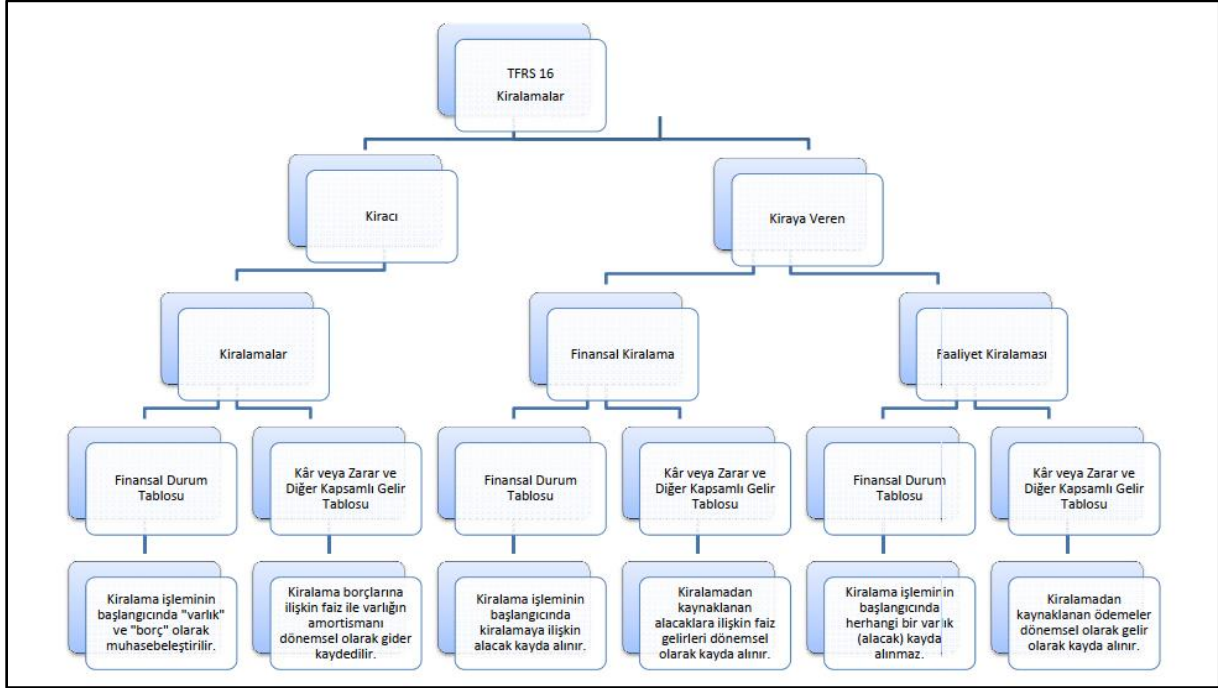 TFRS 16
Kiralamalar
Kiracı
Kiraya Veren
Kiralamalar
Finansal Kiralama
Faaliyet Kiralaması
Finansal Durum
Tablosu
Kâr veya Zarar ve
Diğer Kapsamlı Gelir
Tablosu
Finansal Durum
Tablosu
Kâr veya Zarar ve
Diğer Kapsamlı Gelir
Tablosu
Finansal Durum
Tablosu
Kâr veya Zarar ve
Diğer Kapsamlı Gelir
Tablosu
Kiralama işleminin
başlangıcında "varlık"
ve "borç" olarak
muhasebeleştirilir.
Kiralama borçlarına
ilişkin faiz ile varlığın
amortismanı
dönemsel olarak gider
kaydedilir.
Kiralama işleminin
başlangıcında
kiralamaya ilişkin
alacak kayda alınır.
Kiralamadan
kaynaklanan
alacaklara ilişkin faiz
gelirleri dönemsel
olarak kayda alınır.
Kiralama işleminin
başlangıcında
herhangi bir varlık
(alacak) kayda
alınmaz.
Kiralamadan
kaynaklanan ödemeler
dönemsel olarak gelir
olarak kayda alınır.